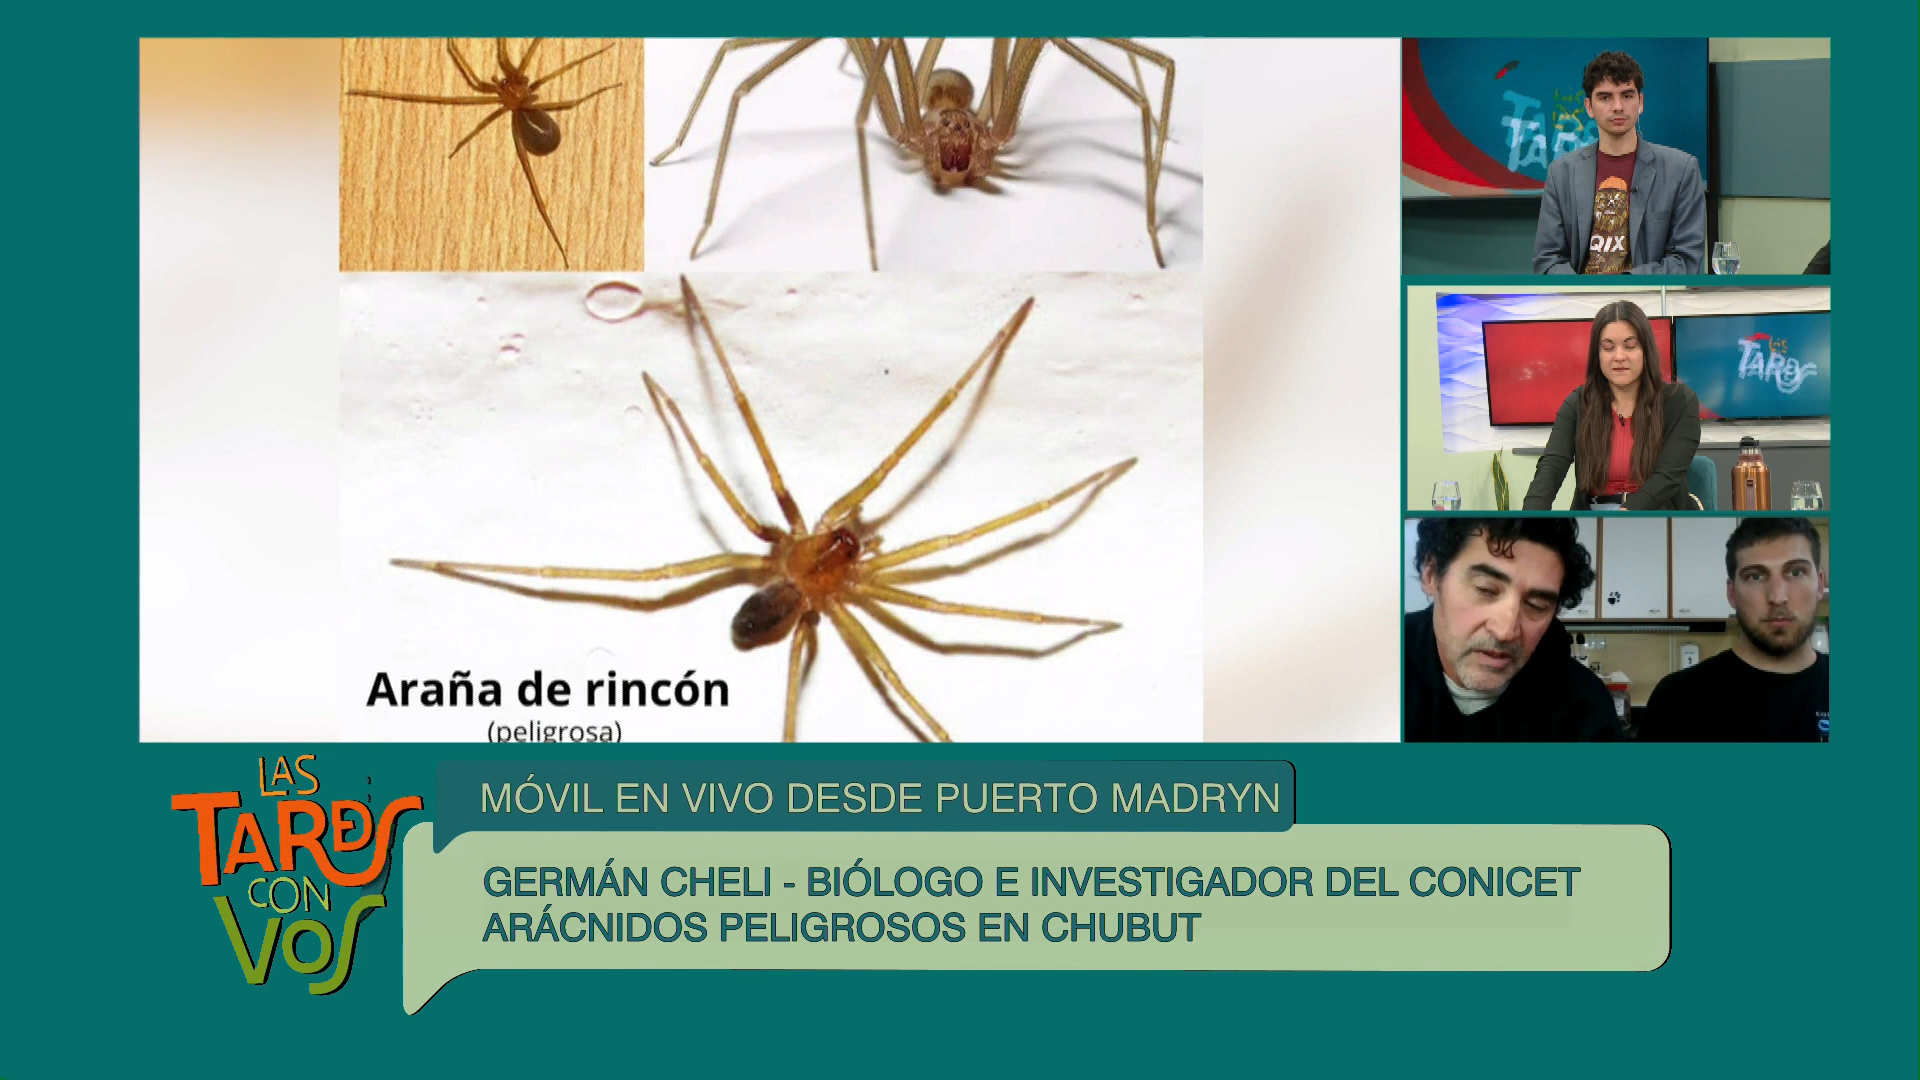 Araña de rincón
(peligrosa)
QIX
LAS
TARDES
CON
VOS
MÓVIL EN VIVO DESDE PUERTO MADRYN
GERMÁN CHELI - BIÓLOGO E INVESTIGADOR DEL CONICET
ARÁCNIDOS PELIGROSOS EN CHUBUT